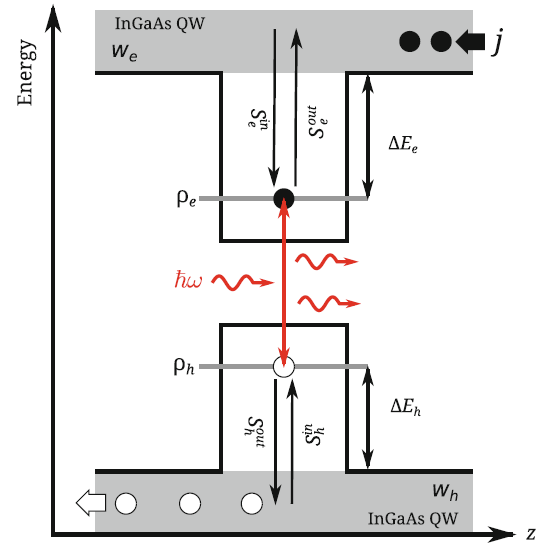 Energy
InGaAs QW
w_e
j
S_e^in
S_e^out
ΔE_e
ρ_e
ħω
ρ_h
S_h^out
S_h^in
ΔE_h
w_h
InGaAs QW
z